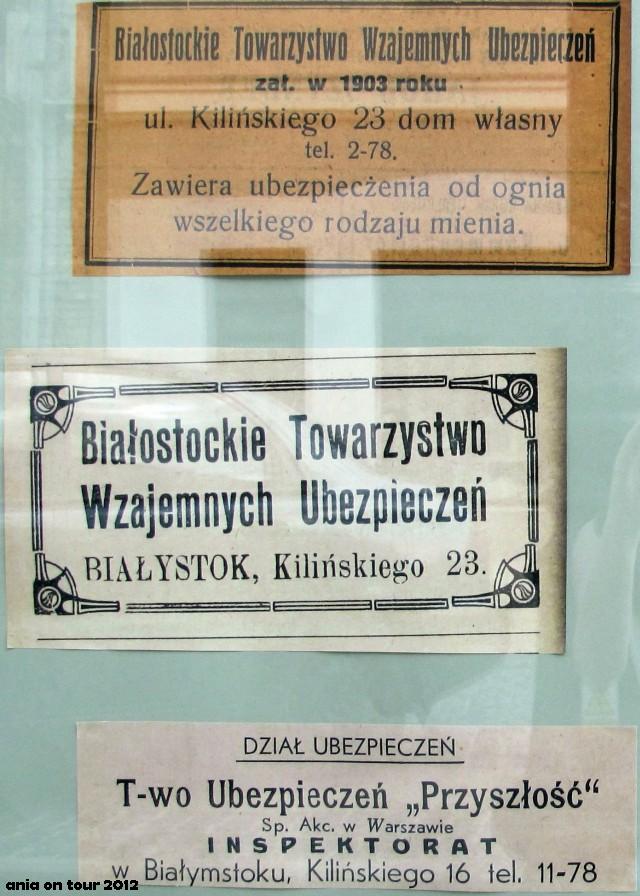 Białostockie Towarzystwo Wzajemnych Ubezpieczeń
zał. w 1903 roku
ul. Kilińskiego 23 dom własny
tel. 2-78.
Zawiera ubezpieczenia od ognia
wszelkiego rodzaju mienia.
Białostockie Towarzystwo
Wzajemnych Ubezpieczeń
BIAŁYSTOK, Kilińskiego 23.
DZIAŁ UBEZPIECZEŃ
T-wo Ubezpieczeń „Przyszłość“
Sp. Akc. w Warszawie
INSPEKTORAT
w Białymstoku, Kilińskiego 16 tel. 11-78
ania on tour 2012